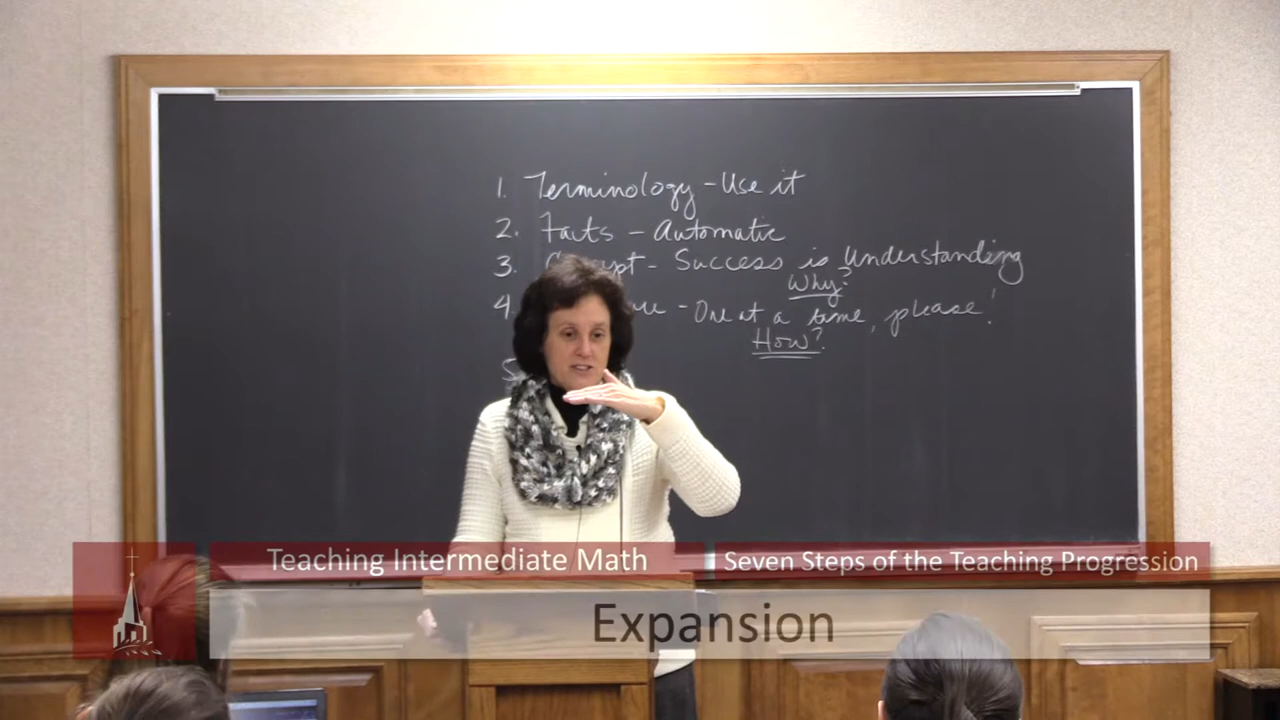 1. Terminology - Use it
2. Facts - Automatic
3. - Success is Understanding
Why?
4. - One at a time, please!
How?
Teaching Intermediate Math
Seven Steps of the Teaching Progression
Expansion